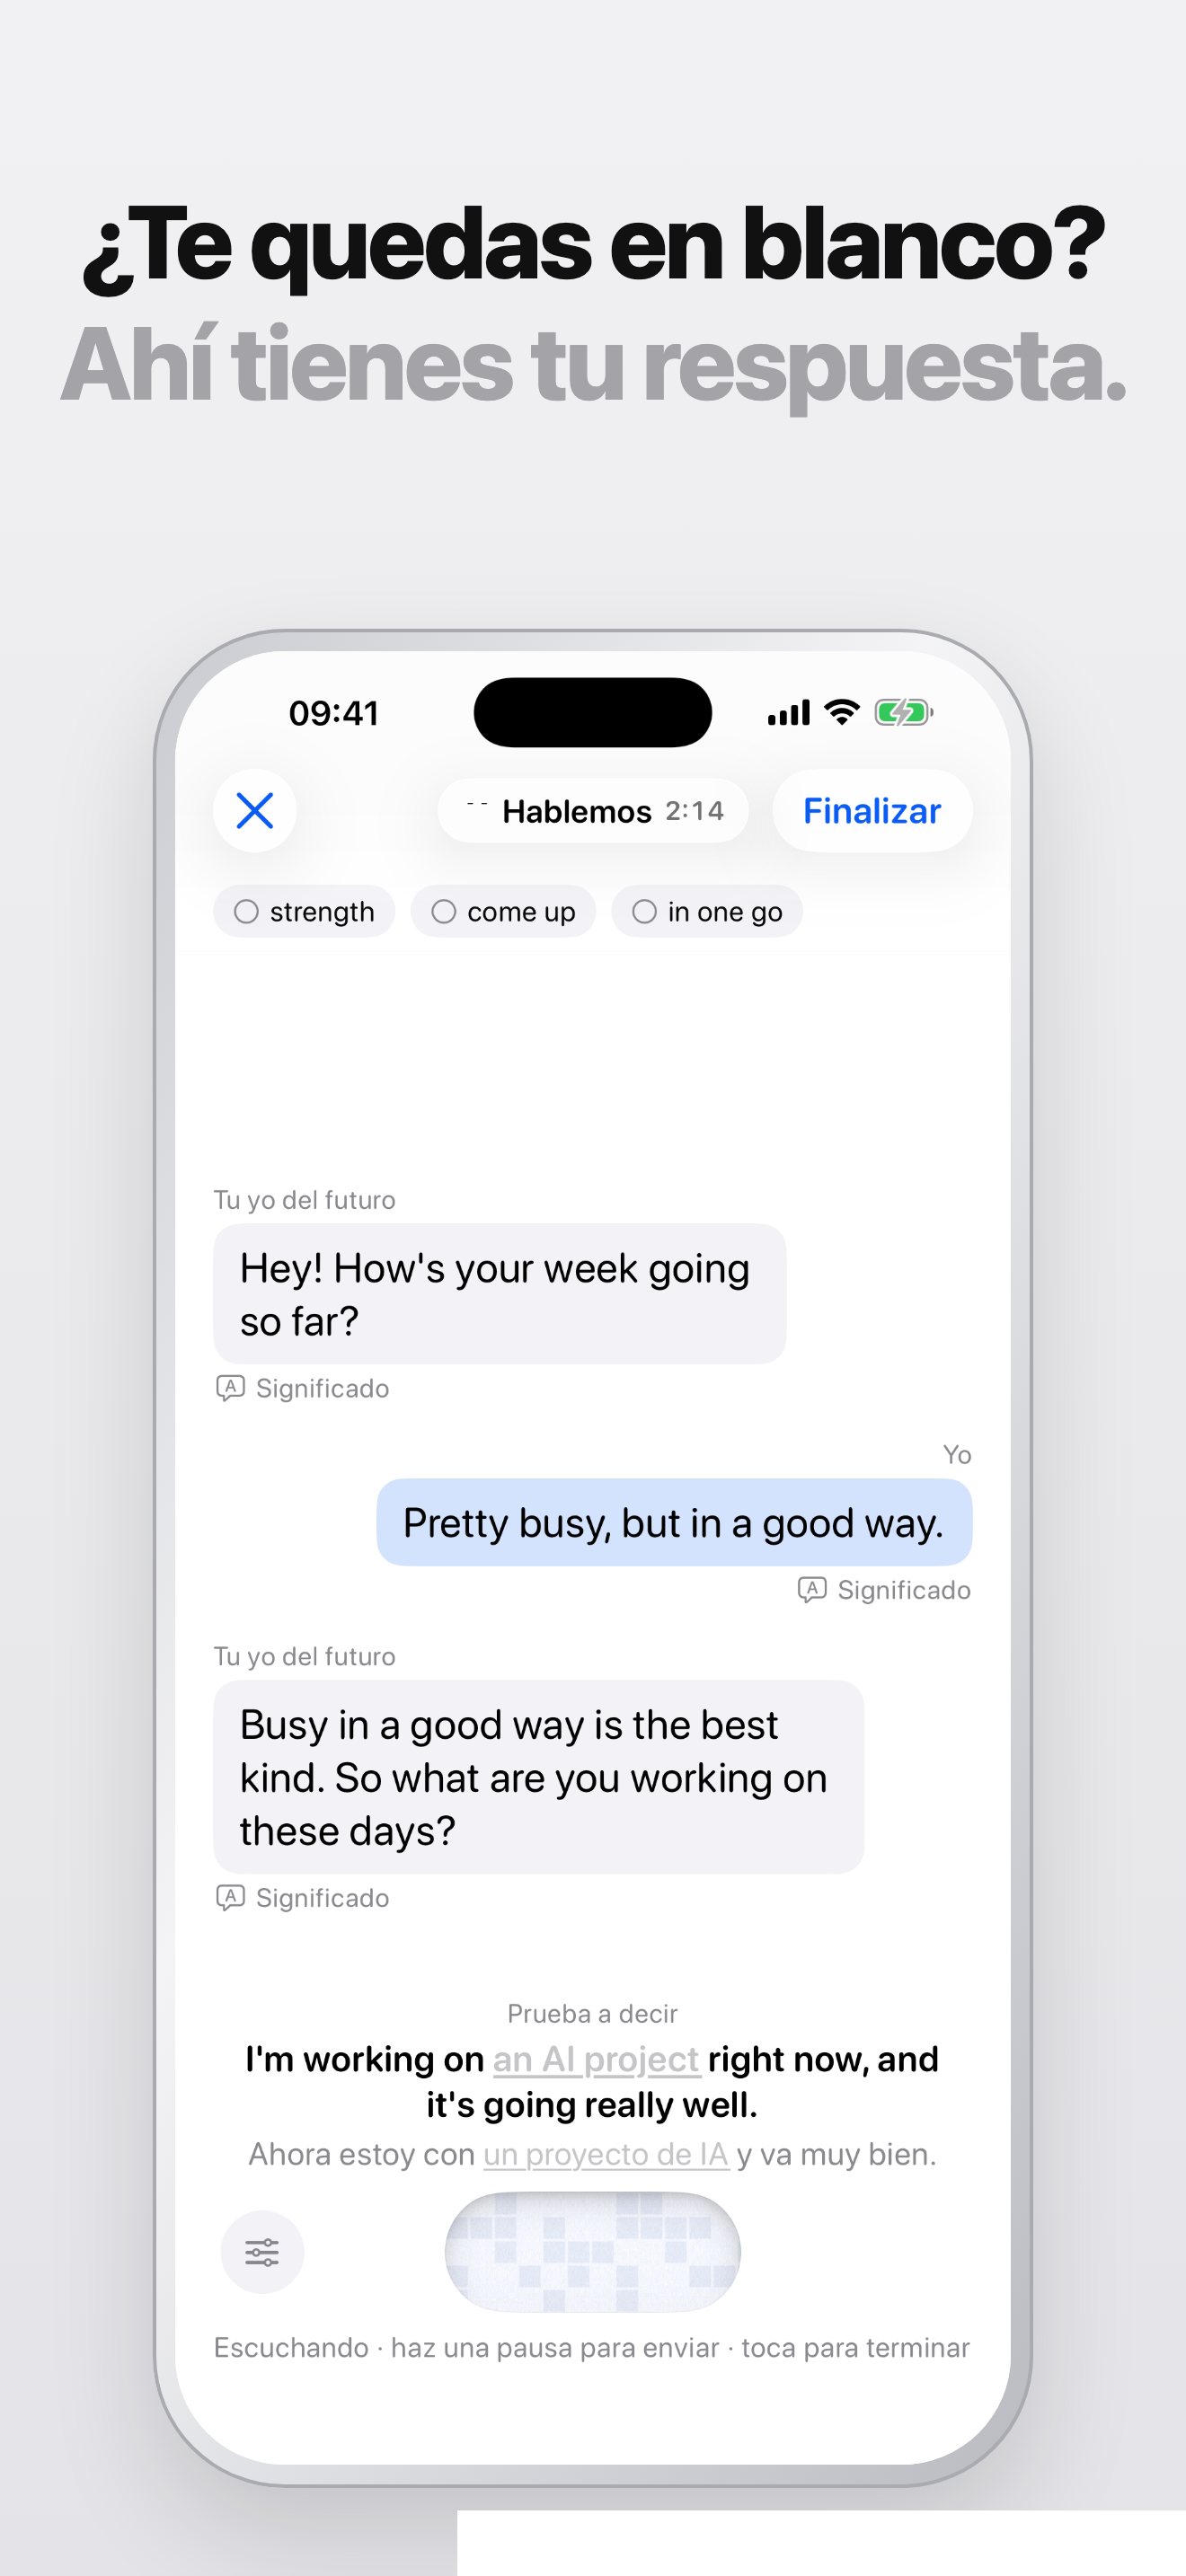 ¿Te quedas en blanco?
Ahí tienes tu respuesta.
09:41
Hablemos 2:14
Finalizar
strength
come up
in one go
Tu yo del futuro
Hey! How's your week going
so far?
Significado
Yo
Pretty busy, but in a good way.
Significado
Tu yo del futuro
Busy in a good way is the best
kind. So what are you working on
these days?
Significado
Prueba a decir
I'm working on an AI project right now, and
it's going really well.
Ahora estoy con un proyecto de IA y va muy bien.
Escuchando · haz una pausa para enviar · toca para terminar